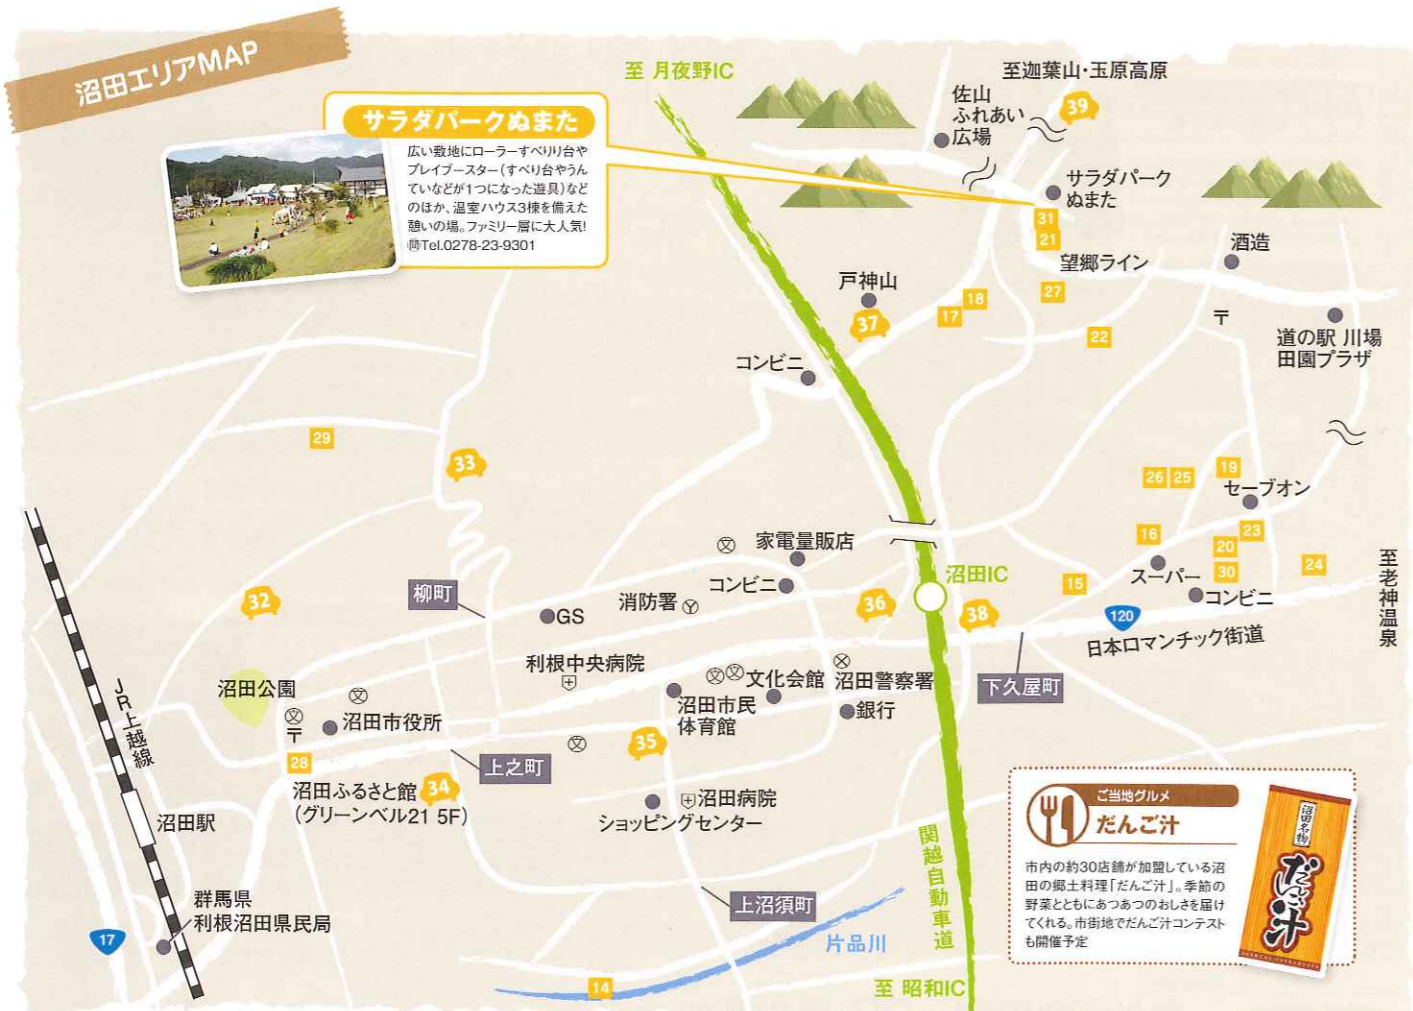 沼田エリアMAP
サラダパークぬまた
広い敷地にローラーすべりり台や
プレイブースター(すべり台やうん
ていなどが1つになった遊具)など
のほか、温室ハウス3棟を備えた
憩いの場。ファミリー層に大人気!
問Tel.0278-23-9301
至 月夜野IC
至迦葉山・玉原高原
39
佐山
ふれあい
広場
サラダパーク
ぬまた
31
21
望郷ライン
酒造
戸神山
37
17
18
27
22
〒
道の駅 川場
田園プラザ
コンビニ
29
33
26
25
19
セーブオン
16
23
20
30
24
スーパー
コンビニ
15
120
日本ロマンチック街道
至老神温泉
文
家電量販店
コンビニ
消防署
沼田IC
36
38
下久屋町
柳町
GS
32
利根中央病院
文文
文化会館
沼田警察署
沼田市民
体育館
銀行
沼田公園
文
文
〒
沼田市役所
28
上之町
文
35
沼田ふるさと館
(グリーンベル21 5F)
34
沼田病院
ショッピングセンター
JR上越線
沼田駅
群馬県
利根沼田県民局
17
上沼須町
関越自動車道
片品川
14
至 昭和IC
ご当地グルメ
だんご汁
市内の約30店舗が加盟している沼
田の郷土料理「だんご汁」。季節の
野菜とともにあつあつのおしさを届け
てくれる。市街地でだんご汁コンテスト
も開催予定
沼田名物
だんご汁